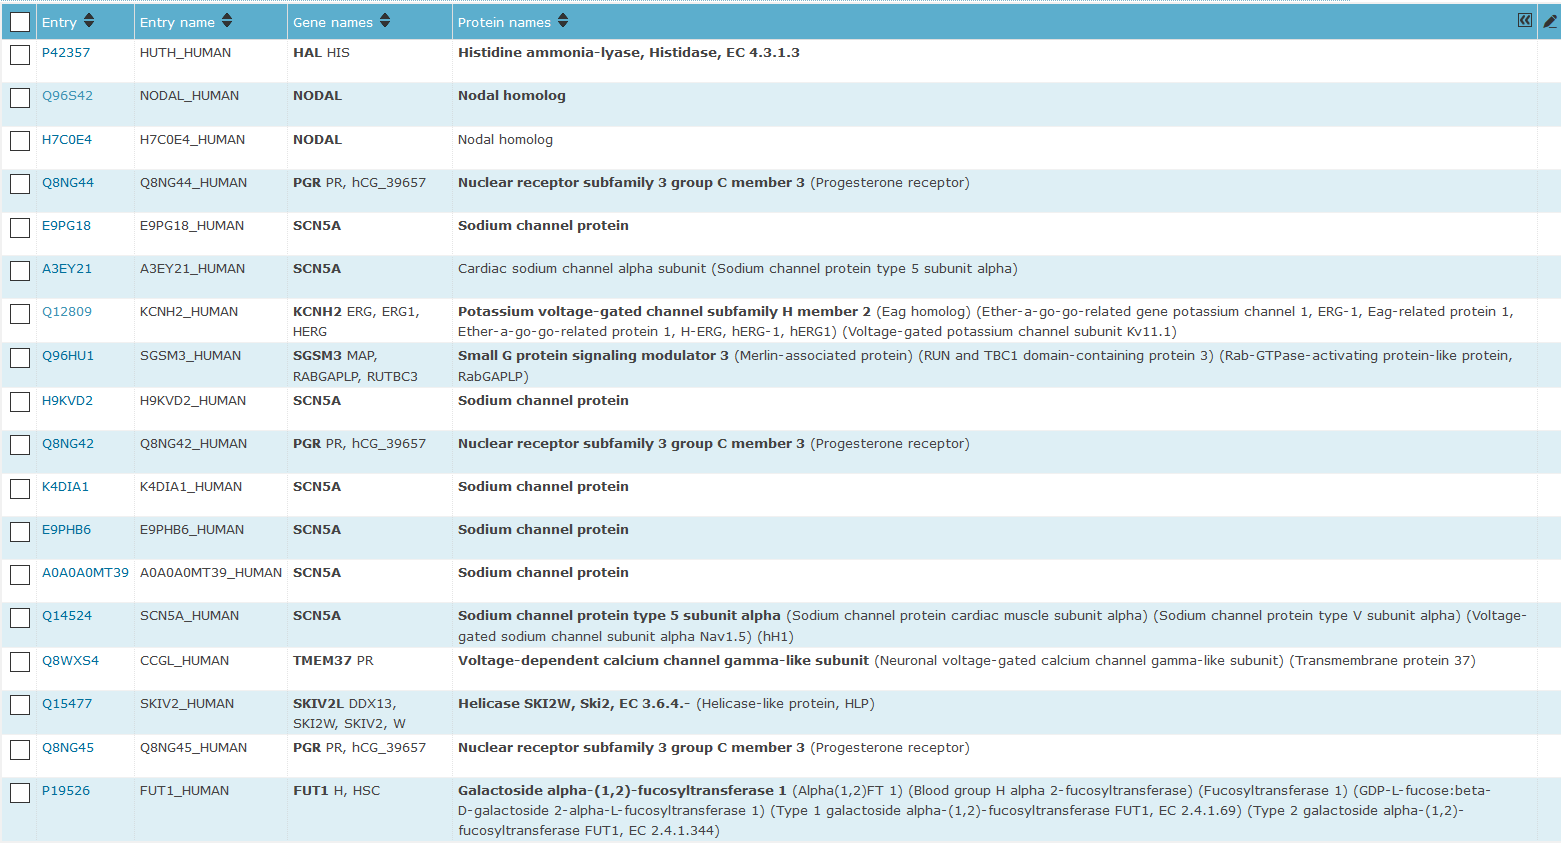 Entry Entry name Gene names Protein names
P42357 HUTH_HUMAN HAL HIS Histidine ammonia-lyase, Histidase, EC 4.3.1.3
Q96S42 NODAL_HUMAN NODAL Nodal homolog
H7C0E4 H7C0E4_HUMAN NODAL Nodal homolog
Q8NG44 Q8NG44_HUMAN PGR PR, hCG_39657 Nuclear receptor subfamily 3 group C member 3 (Progesterone receptor)
E9PG18 E9PG18_HUMAN SCN5A Sodium channel protein
A3EY21 A3EY21_HUMAN SCN5A Cardiac sodium channel alpha subunit (Sodium channel protein type 5 subunit alpha)
Q12809 KCNH2_HUMAN KCNH2 ERG, ERG1, Potassium voltage-gated channel subfamily H member 2 (Eag homolog) (Ether-a-go-go-related gene potassium channel 1, ERG-1, Eag-related protein 1,
HERG Ether-a-go-go-related protein 1, H-ERG, hERG-1, hERG1) (Voltage-gated potassium channel subunit Kv11.1)
Q96HU1 SGSM3_HUMAN SGSM3 MAP, Small G protein signaling modulator 3 (Merlin-associated protein) (RUN and TBC1 domain-containing protein 3) (Rab-GTPase-activating protein-like protein,
RABGAPLP, RUTBC3 RabGAPLP)
H9KVD2 H9KVD2_HUMAN SCN5A Sodium channel protein
Q8NG42 Q8NG42_HUMAN PGR PR, hCG_39657 Nuclear receptor subfamily 3 group C member 3 (Progesterone receptor)
K4DIA1 K4DIA1_HUMAN SCN5A Sodium channel protein
E9PHB6 E9PHB6_HUMAN SCN5A Sodium channel protein
A0A0A0MT39 A0A0A0MT39_HUMAN SCN5A Sodium channel protein
Q14524 SCN5A_HUMAN SCN5A Sodium channel protein type 5 subunit alpha (Sodium channel protein cardiac muscle subunit alpha) (Sodium channel protein type V subunit alpha) (Voltage-
gated sodium channel subunit alpha Nav1.5) (hH1)
Q8WXS4 CCGL_HUMAN TMEM37 PR Voltage-dependent calcium channel gamma-like subunit (Neuronal voltage-gated calcium channel gamma-like subunit) (Transmembrane protein 37)
Q15477 SKIV2_HUMAN SKIV2L DDX13, Helicase SKI2W, Ski2, EC 3.6.4.- (Helicase-like protein, HLP)
SKI2W, SKIV2, W
Q8NG45 Q8NG45_HUMAN PGR PR, hCG_39657 Nuclear receptor subfamily 3 group C member 3 (Progesterone receptor)
P19526 FUT1_HUMAN FUT1 H, HSC Galactoside alpha-(1,2)-fucosyltransferase 1 (Alpha(1,2)FT 1) (Blood group H alpha 2-fucosyltransferase) (Fucosyltransferase 1) (GDP-L-fucose:beta-
D-galactoside 2-alpha-L-fucosyltransferase 1) (Type 1 galactoside alpha-(1,2)-fucosyltransferase FUT1, EC 2.4.1.69) (Type 2 galactoside alpha-(1,2)-
fucosyltransferase FUT1, EC 2.4.1.344)